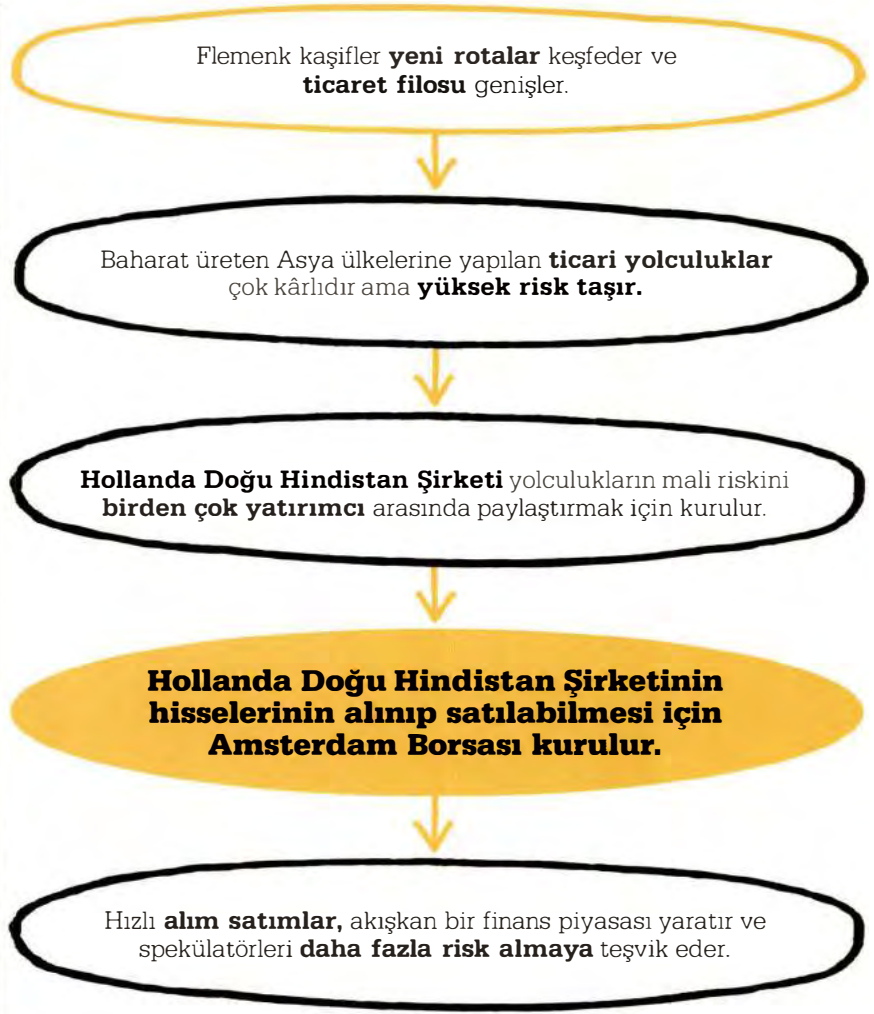 Flemenk kaşifler yeni rotalar keşfeder ve
ticaret filosu genişler.
Baharat üreten Asya ülkelerine yapılan ticari yolculuklar
çok kârlıdır ama yüksek risk taşır.
Hollanda Doğu Hindistan Şirketi yolculukların mali riskini
birden çok yatırımcı arasında paylaştırmak için kurulur.
Hollanda Doğu Hindistan Şirketinin
hisselerinin alınıp satılabilmesi için
Amsterdam Borsası kurulur.
Hızlı alım satımlar, akışkan bir finans piyasası yaratır ve
spekülatörleri daha fazla risk almaya teşvik eder.